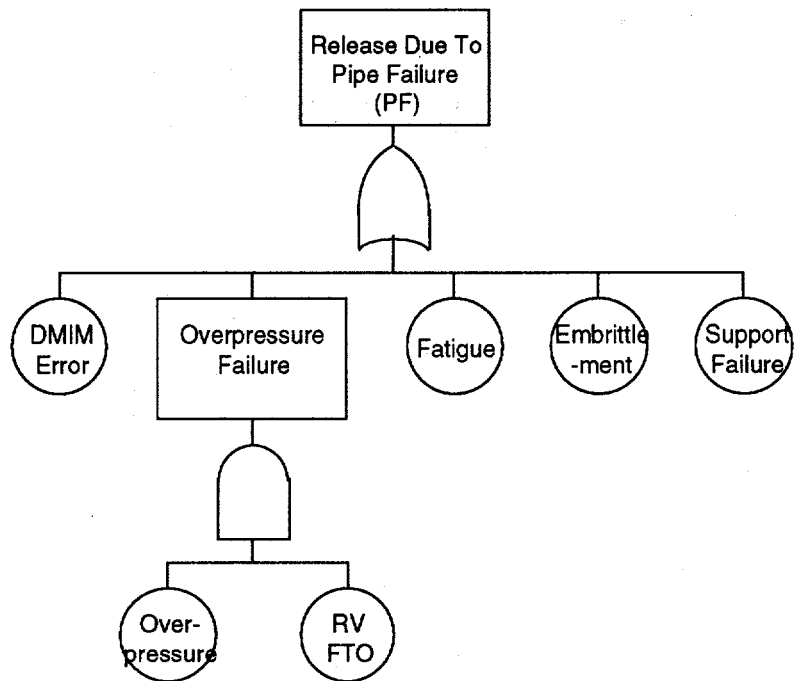 Release Due To
Pipe Failure
(PF)
DMIM
Error
Overpressure
Failure
Fatigue
Embrittle
-ment
Support
Failure
Over-
pressure
RV
FTO